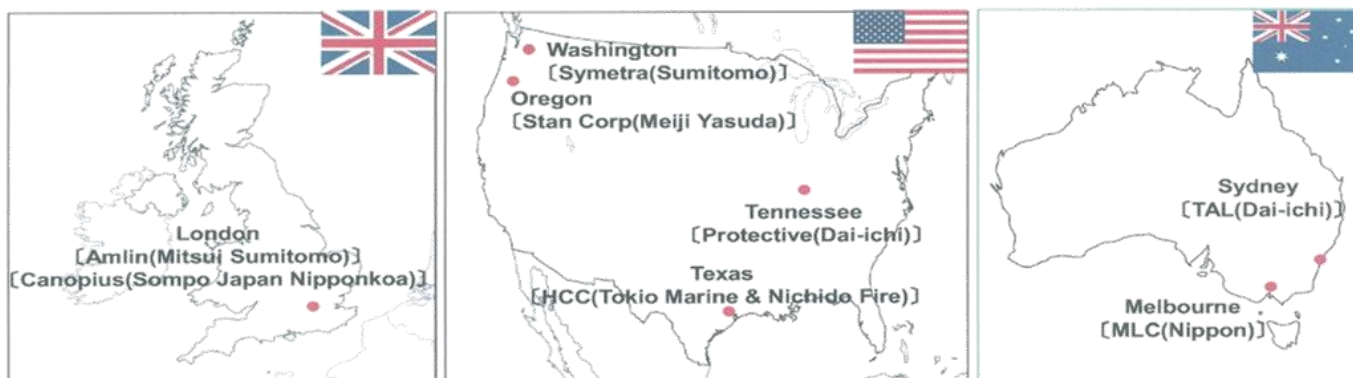 London
〔Amlin(Mitsui Sumitomo)〕
〔Canopius(Sompo Japan Nipponkoa)〕
Washington
〔Symetra(Sumitomo)〕
Oregon
〔Stan Corp(Meiji Yasuda)〕
Tennessee
〔Protective(Dai-ichi)〕
Texas
〔HCC(Tokio Marine & Nichido Fire)〕
Sydney
〔TAL(Dai-ichi)〕
Melbourne
〔MLC(Nippon)〕